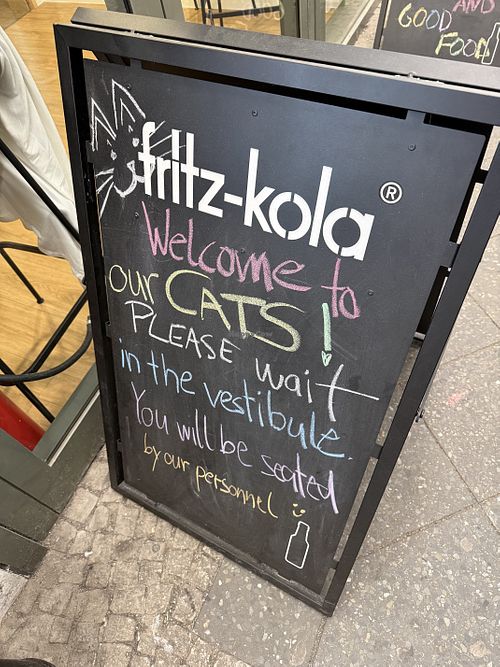 AND
GOOD
FOOD
fritz-kola®
Welcome to
our CATS!
PLEASE wait
in the vestibule.
You will be seated
by our personnel :)